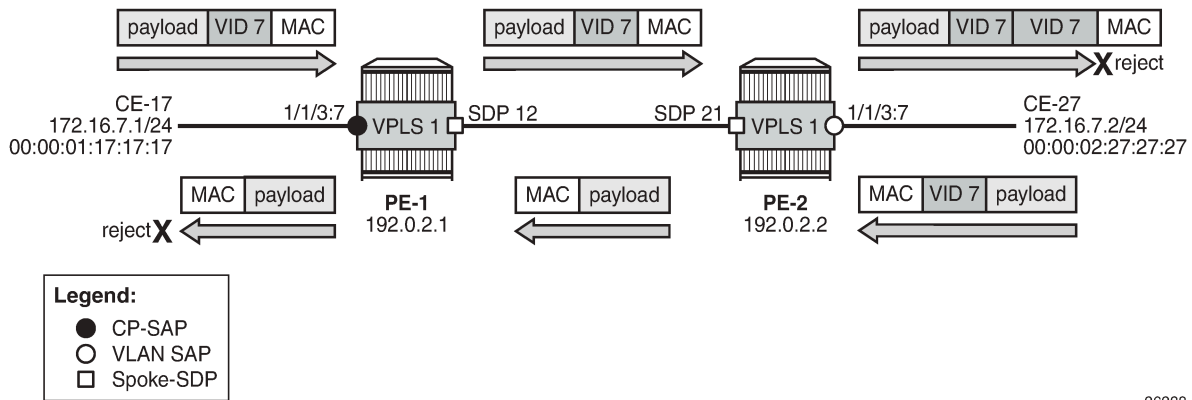 payload VID 7 MAC
payload VID 7 MAC
payload VID 7 VID 7 MAC
X reject
CE-17
172.16.7.1/24
00:00:01:17:17:17
1/1/3:7
VPLS 1
SDP 12
SDP 21
VPLS 1
1/1/3:7
CE-27
172.16.7.2/24
00:00:02:27:27:27
MAC payload
reject X
PE-1
192.0.2.1
MAC payload
PE-2
192.0.2.2
MAC VID 7 payload
Legend:
CP-SAP
VLAN SAP
Spoke-SDP